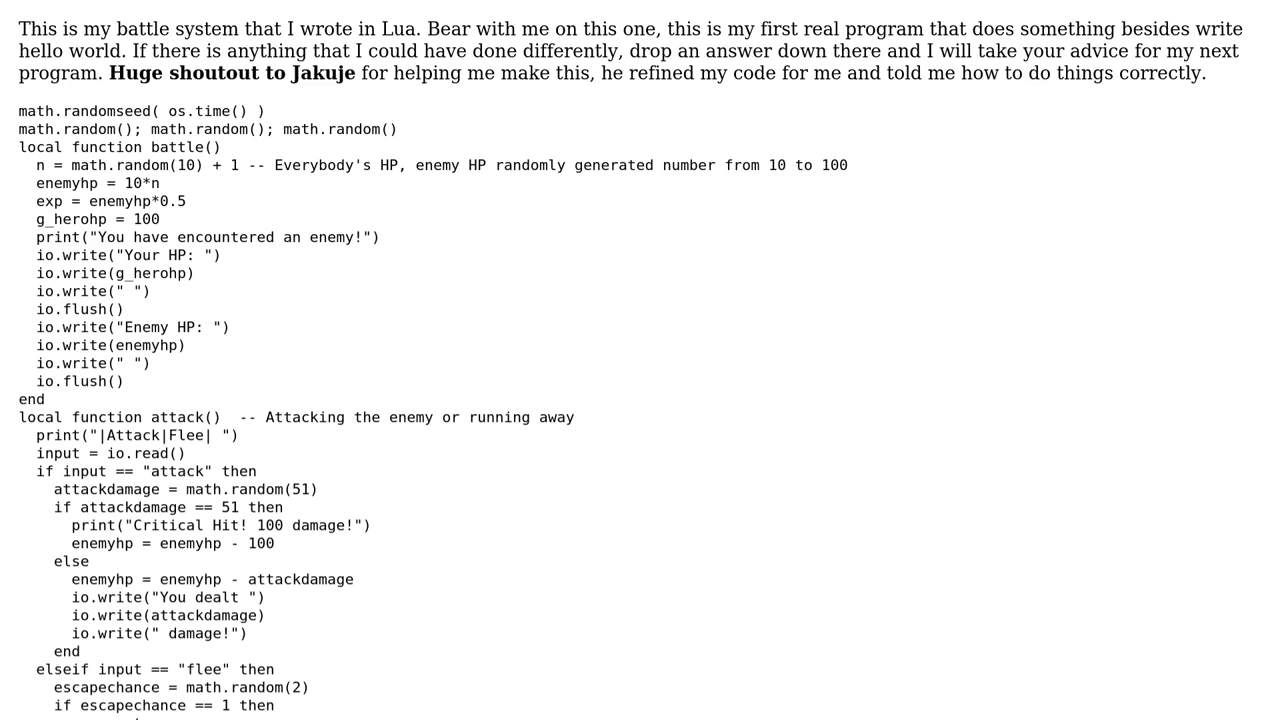 This is my battle system that I wrote in Lua. Bear with me on this one, this is my first real program that does something besides write
hello world. If there is anything that I could have done differently, drop an answer down there and I will take your advice for my next
program. Huge shoutout to Jakuje for helping me make this, he refined my code for me and told me how to do things correctly.
math.randomseed( os.time() )
math.random(); math.random(); math.random()
local function battle()
  n = math.random(10) + 1 -- Everybody's HP, enemy HP randomly generated number from 10 to 100
  enemyhp = 10*n
  exp = enemyhp*0.5
  g_herohp = 100
  print("You have encountered an enemy!")
  io.write("Your HP: ")
  io.write(g_herohp)
  io.write(" ")
  io.flush()
  io.write("Enemy HP: ")
  io.write(enemyhp)
  io.write(" ")
  io.flush()
end
local function attack()  -- Attacking the enemy or running away
  print("|Attack|Flee| ")
  input = io.read()
  if input == "attack" then
    attackdamage = math.random(51)
    if attackdamage == 51 then
      print("Critical Hit! 100 damage!")
      enemyhp = enemyhp - 100
    else
      enemyhp = enemyhp - attackdamage
      io.write("You dealt ")
      io.write(attackdamage)
      io.write(" damage!")
    end
  elseif input == "flee" then
    escapechance = math.random(2)
    if escapechance == 1 then